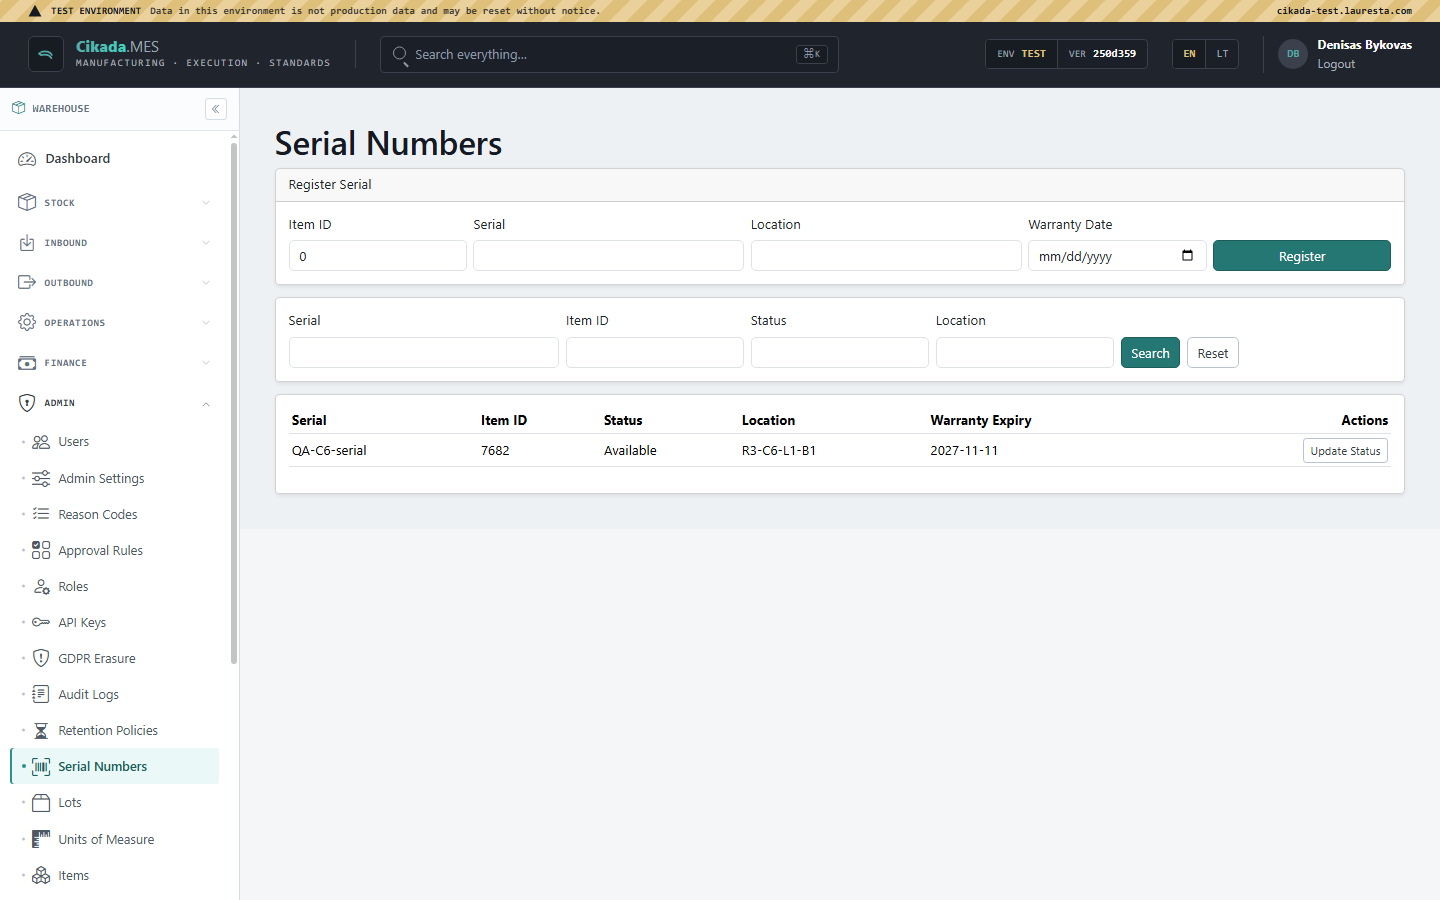 TEST ENVIRONMENT Data in this environment is not production data and may be reset without notice. cikada-test.lauresta.com
Cikada.MES
MANUFACTURING · EXECUTION · STANDARDS
Search everything...
⌘K
ENV TEST
VER 250d359
EN
LT
DB
Denisas Bykovas
Logout
WAREHOUSE
Dashboard
STOCK
INBOUND
OUTBOUND
OPERATIONS
FINANCE
ADMIN
Users
Admin Settings
Reason Codes
Approval Rules
Roles
API Keys
GDPR Erasure
Audit Logs
Retention Policies
Serial Numbers
Lots
Units of Measure
Items
Serial Numbers
Register Serial
Item ID Serial Location Warranty Date
0 mm/dd/yyyy Register
Serial Item ID Status Location
Search Reset
Serial Item ID Status Location Warranty Expiry Actions
QA-C6-serial 7682 Available R3-C6-L1-B1 2027-11-11 Update Status